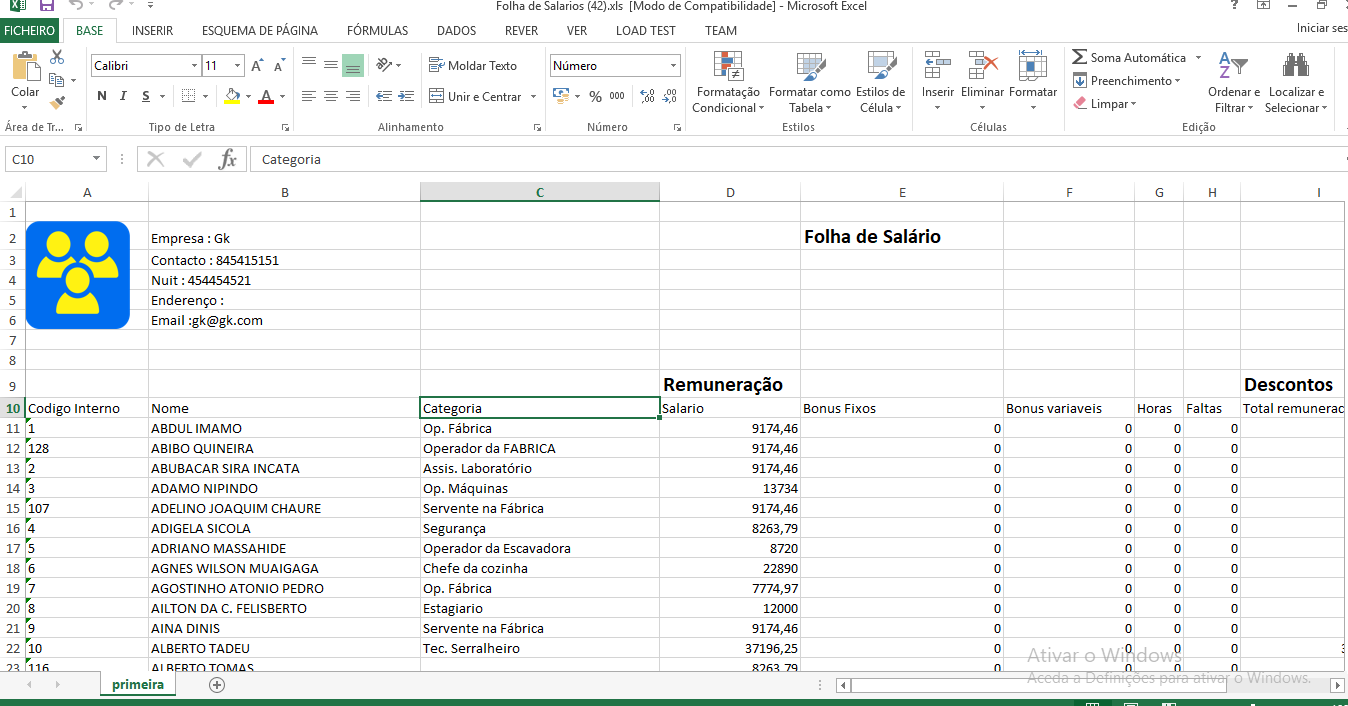 Folha de Salarios (42).xls [Modo de Compatibilidade] - Microsoft Excel
?
FICHEIRO BASE INSERIR ESQUEMA DE PÁGINA FÓRMULAS DADOS REVER VER LOAD TEST TEAM Iniciar ses
Colar
Calibri 11
N I S
Moldar Texto
Unir e Centrar
Número
% 000
Formatação Condicional
Formatar como Tabela
Estilos de Célula
Inserir Eliminar Formatar
Soma Automática
Preenchimento
Limpar
Ordenar e Filtrar
Localizar e Selecionar
Área de Tr... Tipo de Letra Alinhamento Número Estilos Células Edição
C10 fx Categoria
A B C D E F G H I
1
2 Empresa : Gk Folha de Salário
3 Contacto : 845415151
4 Nuit : 454454521
5 Enderenço :
6 Email :gk@gk.com
7
8
9 Remuneração Descontos
10 Codigo Interno Nome Categoria Salario Bonus Fixos Bonus variaveis Horas Faltas Total remunerac
11 1 ABDUL IMAMO Op. Fábrica 9174,46 0 0 0 0
12 128 ABIBO QUINEIRA Operador da FABRICA 9174,46 0 0 0 0
13 2 ABUBACAR SIRA INCATA Assis. Laboratório 9174,46 0 0 0 0
14 3 ADAMO NIPINDO Op. Máquinas 13734 0 0 0 0
15 107 ADELINO JOAQUIM CHAURE Servente na Fábrica 9174,46 0 0 0 0
16 4 ADIGELA SICOLA Segurança 8263,79 0 0 0 0
17 5 ADRIANO MASSAHIDE Operador da Escavadora 8720 0 0 0 0
18 6 AGNES WILSON MUAIGAGA Chefe da cozinha 22890 0 0 0 0
19 7 AGOSTINHO ATONIO PEDRO Op. Fábrica 7774,97 0 0 0 0
20 8 AILTON DA C. FELISBERTO Estagiario 12000 0 0 0 0
21 9 AINA DINIS Servente na Fábrica 9174,46 0 0 0 0
22 10 ALBERTO TADEU Tec. Serralheiro 37196,25 0 0 0 0
23 116 ALBERTO TOMAS 8263,79 0 0 0 0
Ativar o Windows
Aceda a Definições para ativar o Windows.
primeira